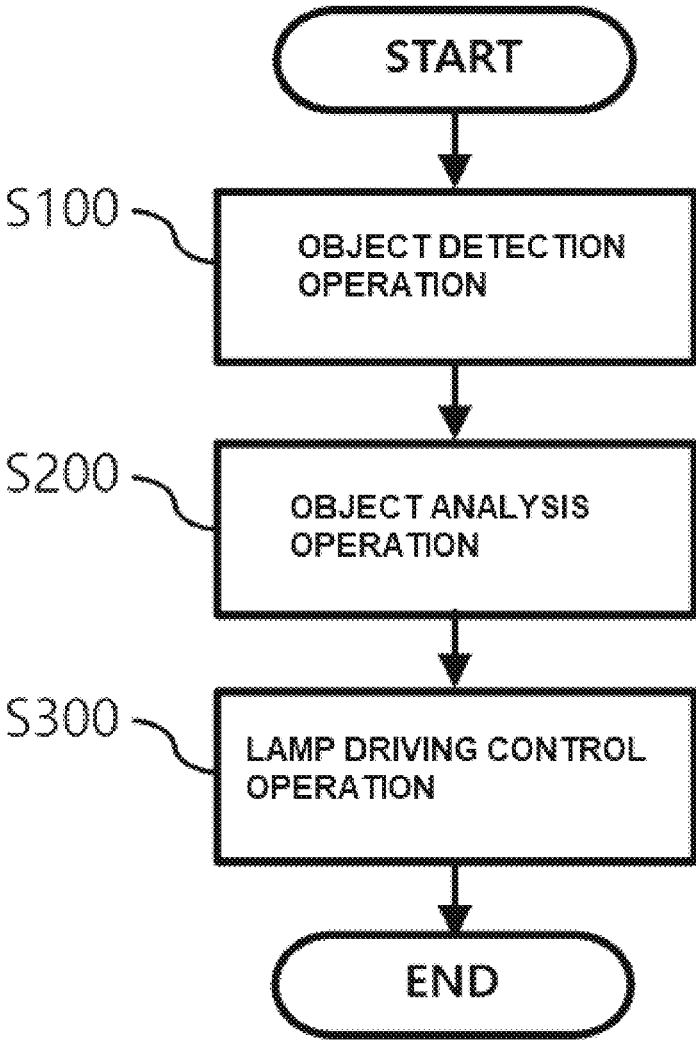 START
S100
OBJECT DETECTION
OPERATION
S200
OBJECT ANALYSIS
OPERATION
S300
LAMP DRIVING CONTROL
OPERATION
END